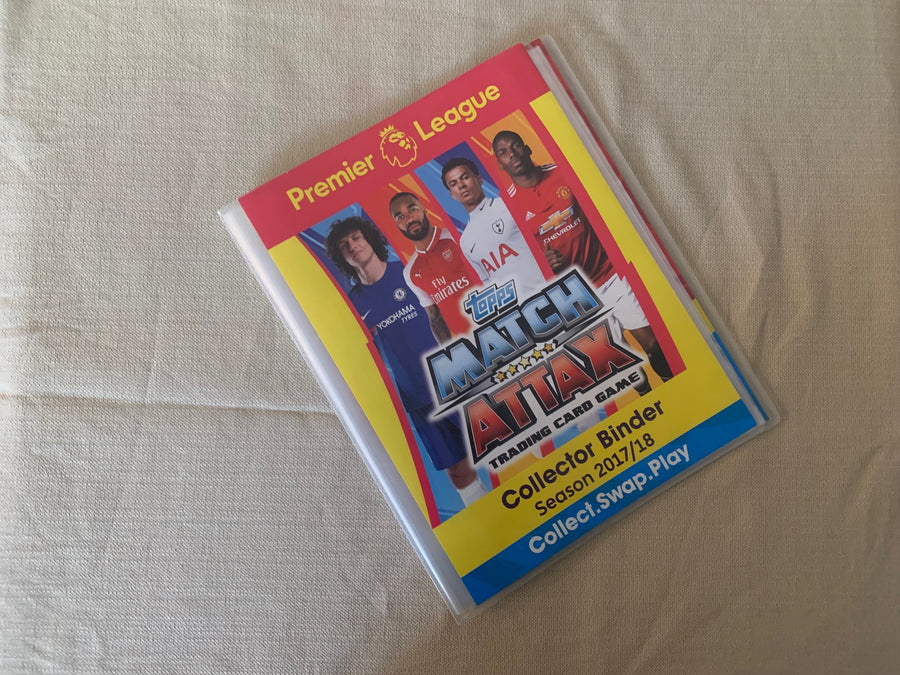 Premier League
YOKOHAMA
TYRES
Fly
Emirates
AIA
CHEVROLET
topps
MATCH
ATTAX
TRADING CARD GAME
Collector Binder
Season 2017/18
Collect.Swap.Play